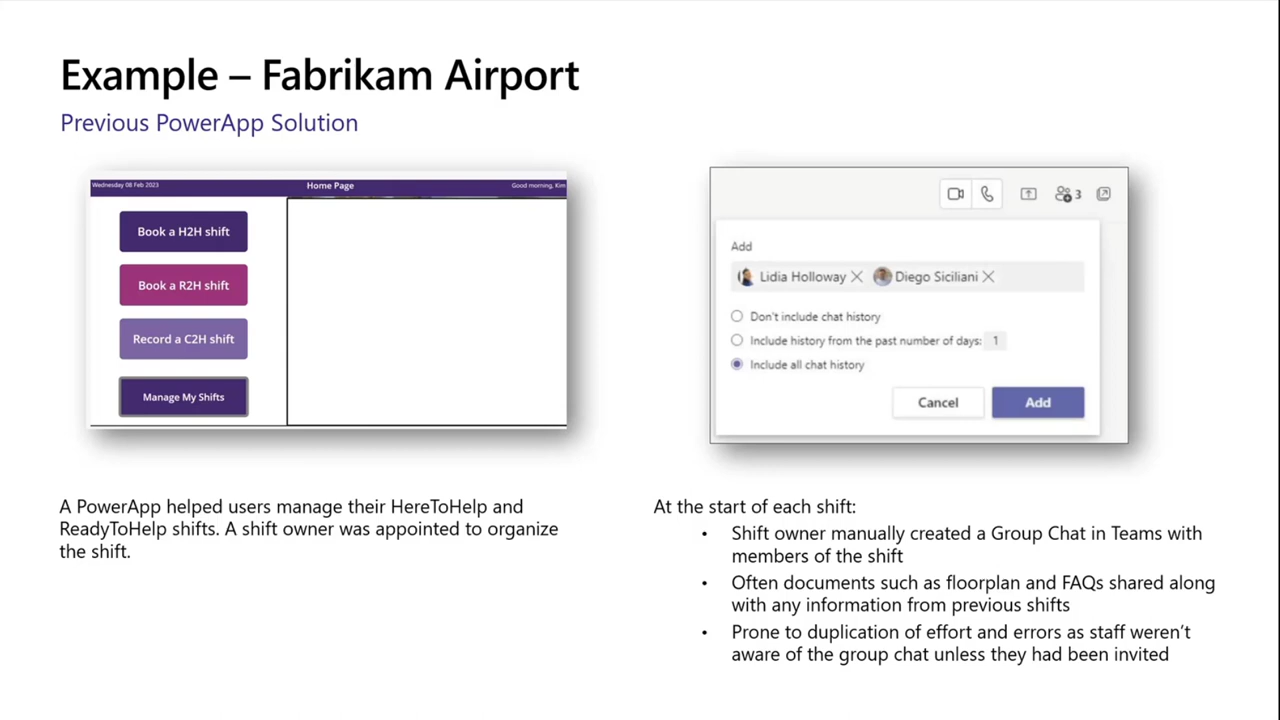 Example – Fabrikam Airport
Previous PowerApp Solution
Wednesday 08 Feb 2023
Home Page
Good morning, Kim
Book a H2H shift
Book a R2H shift
Record a C2H shift
Manage My Shifts
3
Add
Lidia Holloway
Diego Siciliani
Don't include chat history
Include history from the past number of days: 1
Include all chat history
Cancel
Add
A PowerApp helped users manage their HereToHelp and
ReadyToHelp shifts. A shift owner was appointed to organize
the shift.
At the start of each shift:
• Shift owner manually created a Group Chat in Teams with
members of the shift
• Often documents such as floorplan and FAQs shared along
with any information from previous shifts
• Prone to duplication of effort and errors as staff weren't
aware of the group chat unless they had been invited